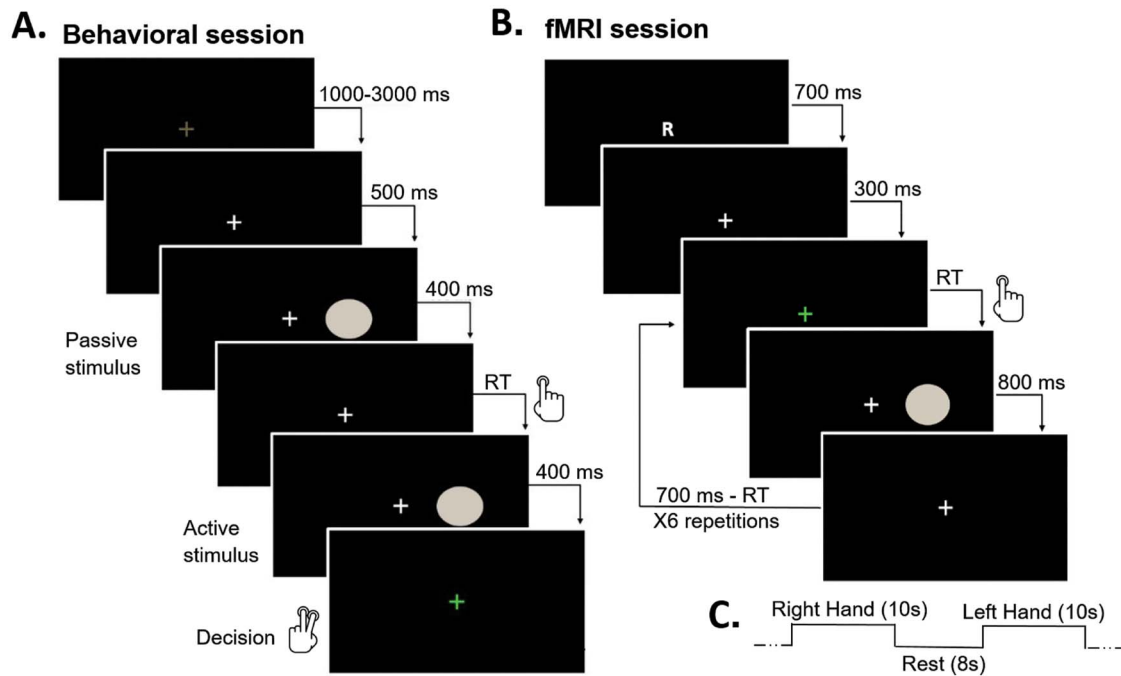 A. Behavioral session
1000-3000 ms
500 ms
400 ms
Passive
stimulus
RT
400 ms
Active
stimulus
Decision
B. fMRI session
R
700 ms
300 ms
RT
800 ms
700 ms - RT
X6 repetitions
C.
Right Hand (10s)
Left Hand (10s)
Rest (8s)